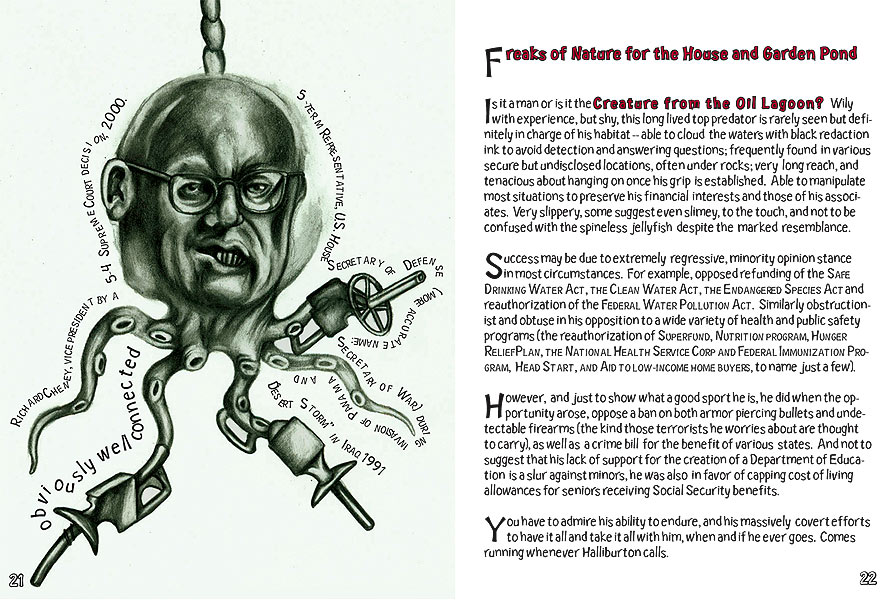 RICHARD CHENEY, VICE PRESIDENT BY A 5-4 SUPREME COURT DECISION, 2000.
5-TERM REPRESENTATIVE, U.S. HOUSE
SECRETARY OF DEFENSE (MORE ACCURATE NAME: SECRETARY OF WAR) DURING INVASION OF PANAMA AND "DESERT STORM" IN IRAQ 1991
obviously well connected
21
Freaks of Nature for the House and Garden Pond
Is it a man or is it the Creature from the Oil Lagoon? Wily
with experience, but shy, this long lived top predator is rarely seen but defi-
nitely in charge of his habitat -- able to cloud the waters with black redaction
ink to avoid detection and answering questions; frequently found in various
secure but undisclosed locations, often under rocks; very long reach, and
tenacious about hanging on once his grip is established. Able to manipulate
most situations to preserve his financial interests and those of his associ-
ates. Very slippery, some suggest even slimey, to the touch, and not to be
confused with the spineless jellyfish despite the marked resemblance.
Success may be due to extremely regressive, minority opinion stance
in most circumstances. For example, opposed refunding of the SAFE
DRINKING WATER ACT, THE CLEAN WATER ACT, THE ENDANGERED SPECIES ACT and
reauthorization of the FEDERAL WATER POLLUTION ACT. Similarly obstruction-
ist and obtuse in his opposition to a wide variety of health and public safety
programs (the reauthorization of SUPERFUND, NUTRITION PROGRAM, HUNGER
RELIEF PLAN, THE NATIONAL HEALTH SERVICE CORP AND FEDERAL IMMUNIZATION PRO-
GRAM, HEAD START, AND AID TO LOW-INCOME HOME BUYERS, to name just a few).
However, and just to show what a good sport he is, he did when the op-
portunity arose, oppose a ban on both armor piercing bullets and unde-
tectable firearms (the kind those terrorists he worries about are thought
to carry), as well as a crime bill for the benefit of various states. And not to
suggest that his lack of support for the creation of a Department of Educa-
tion is a slur against minors, he was also in favor of capping cost of living
allowances for seniors receiving Social Security benefits.
You have to admire his ability to endure, and his massively covert efforts
to have it all and take it all with him, when and if he ever goes. Comes
running whenever Halliburton calls.
22